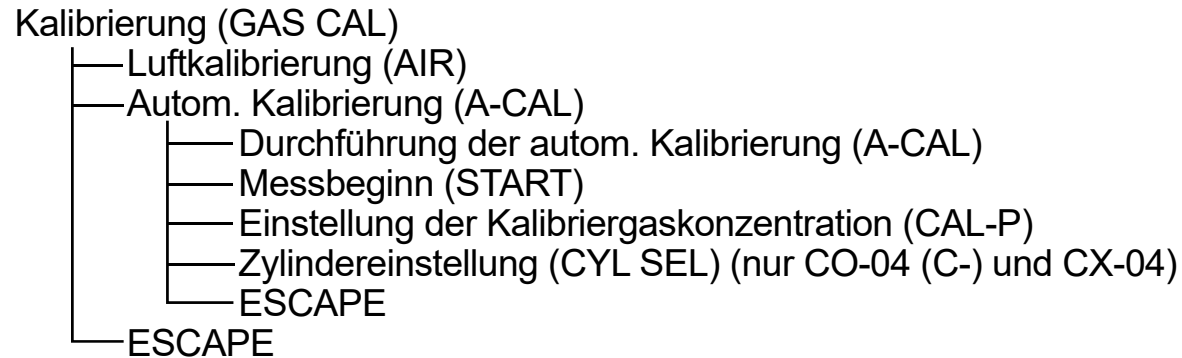 Kalibrierung (GAS CAL)
Luftkalibrierung (AIR)
Autom. Kalibrierung (A-CAL)
Durchführung der autom. Kalibrierung (A-CAL)
Messbeginn (START)
Einstellung der Kalibriergaskonzentration (CAL-P)
Zylindereinstellung (CYL SEL) (nur CO-04 (C-) und CX-04)
ESCAPE
ESCAPE